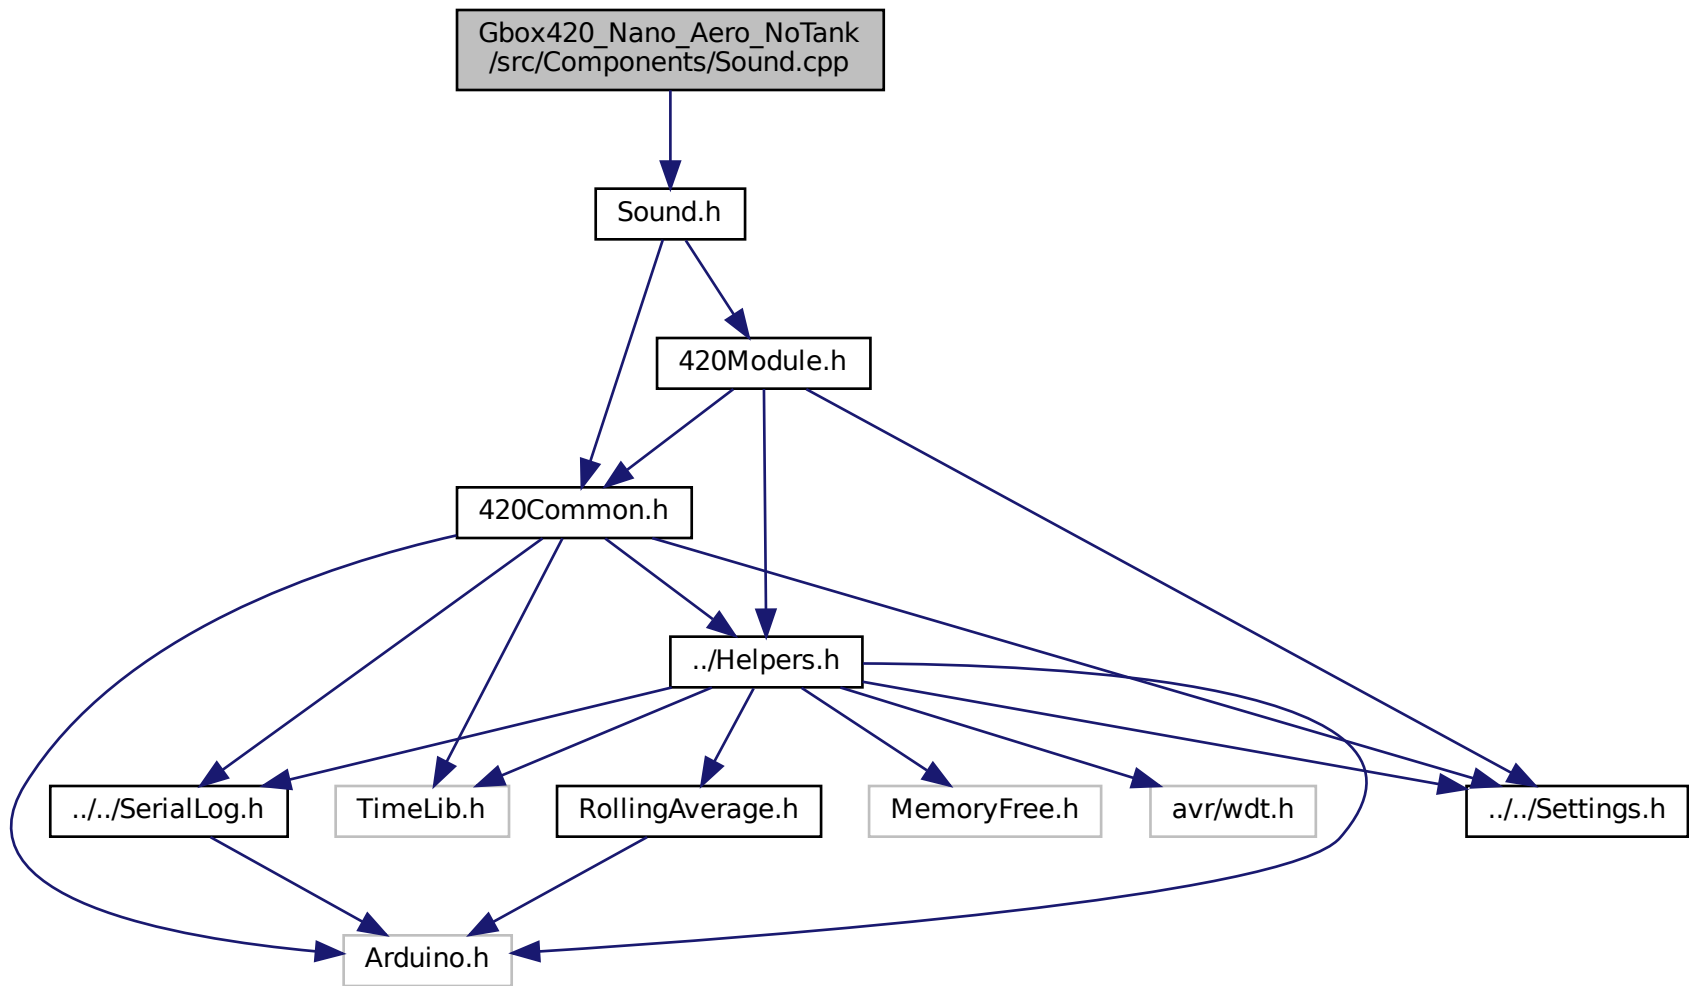 Gbox420_Nano_Aero_NoTank
/src/Components/Sound.cpp
Sound.h
420Module.h
420Common.h
../Helpers.h
../../SerialLog.h
TimeLib.h
RollingAverage.h
MemoryFree.h
avr/wdt.h
../../Settings.h
Arduino.h